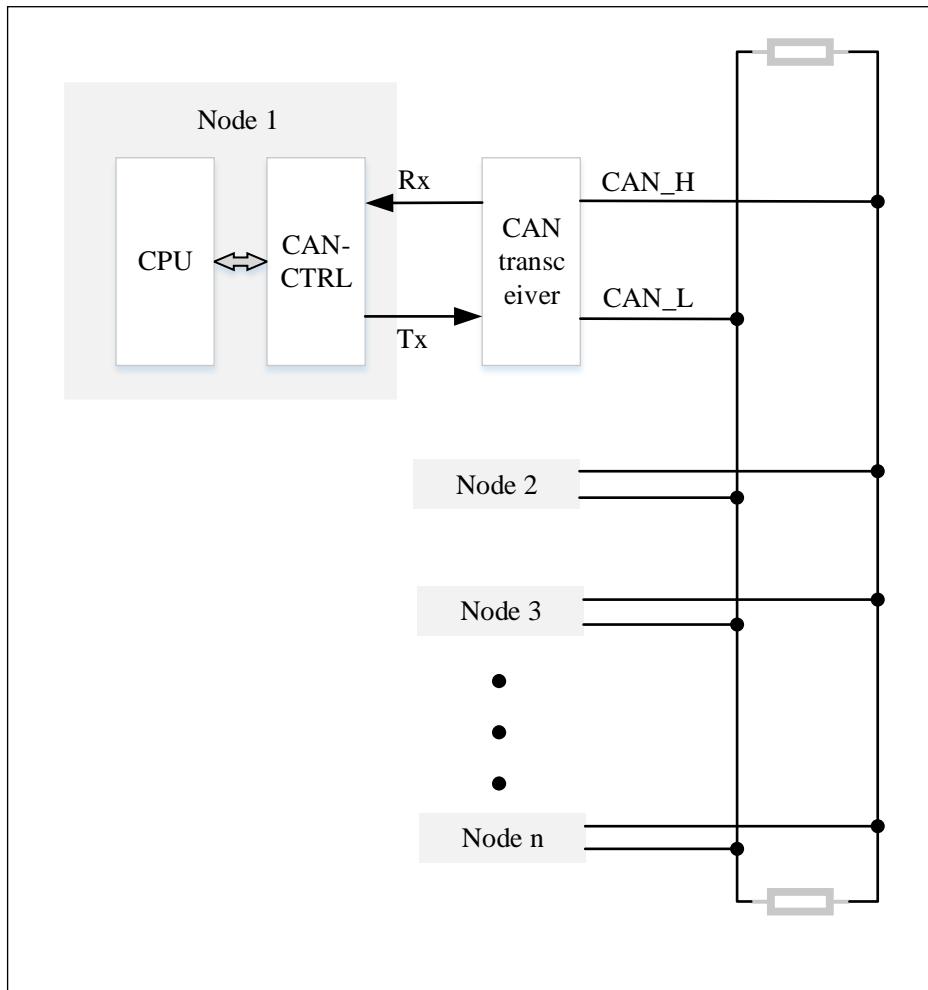 Node 1
CPU
CAN-
CTRL
Rx
Tx
CAN
transc
eiver
CAN_H
CAN_L
Node 2
Node 3
Node n